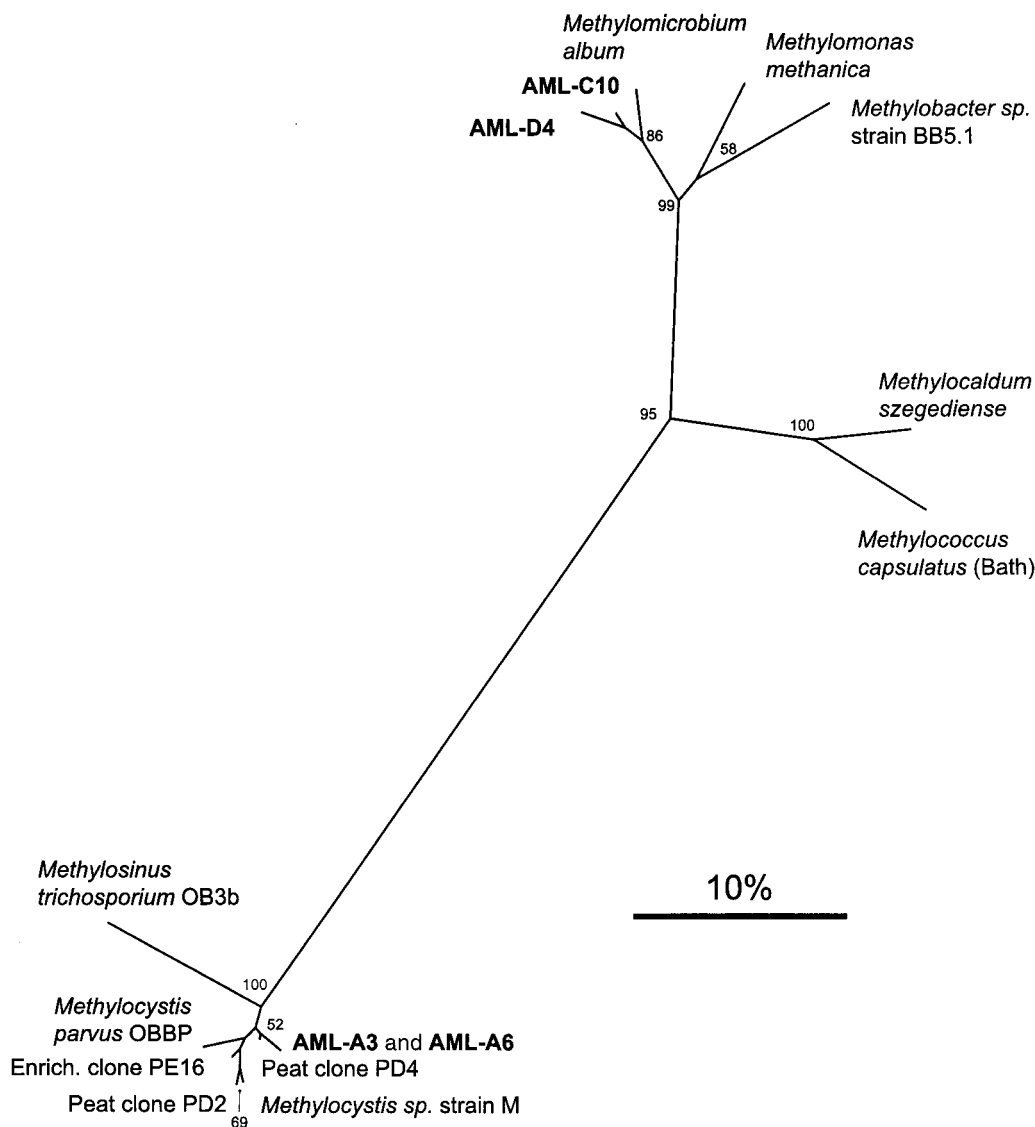 Methylomicrobium
album
Methylomonas
methanica
AML-C10
Methylobacter sp.
strain BB5.1
AML-D4
86
58
99
Methylocaldum
szegediense
95
100
Methylococcus
capsulatus (Bath)
10%
Methylosinus
trichosporium OB3b
100
Methylocystis
parvus OBBP
52
AML-A3 and AML-A6
Enrich. clone PE16
Peat clone PD4
Peat clone PD2
Methylocystis sp. strain M
69